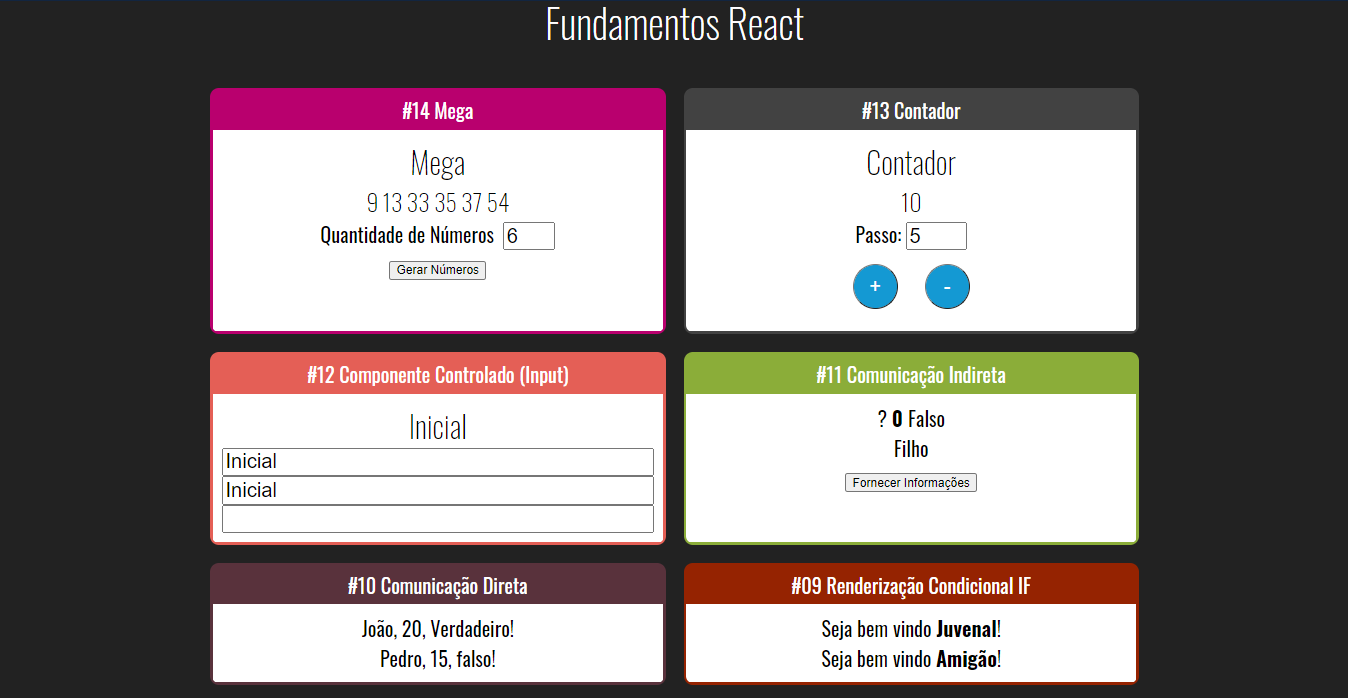 Fundamentos React
#14 Mega
Mega
9 13 33 35 37 54
Quantidade de Números 6
Gerar Números
#13 Contador
Contador
10
Passo: 5
+ -
#12 Componente Controlado (Input)
Inicial
Inicial
Inicial
#11 Comunicação Indireta
? 0 Falso
Filho
Fornecer Informações
#10 Comunicação Direta
João, 20, Verdadeiro!
Pedro, 15, falso!
#09 Renderização Condicional IF
Seja bem vindo Juvenal!
Seja bem vindo Amigão!